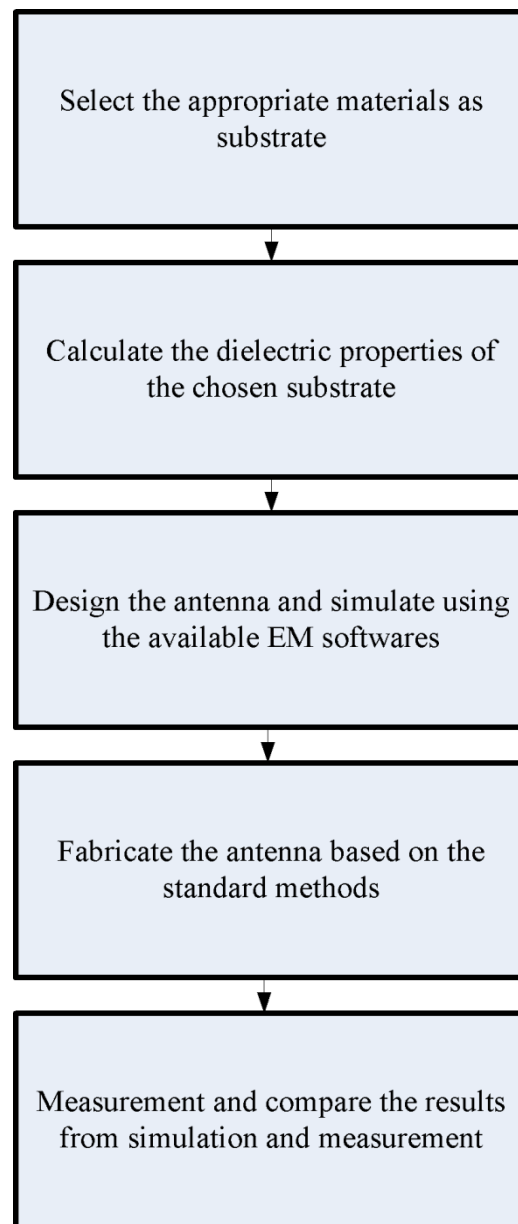 Select the appropriate materials as
substrate
Calculate the dielectric properties of
the chosen substrate
Design the antenna and simulate using
the available EM softwares
Fabricate the antenna based on the
standard methods
Measurement and compare the results
from simulation and measurement